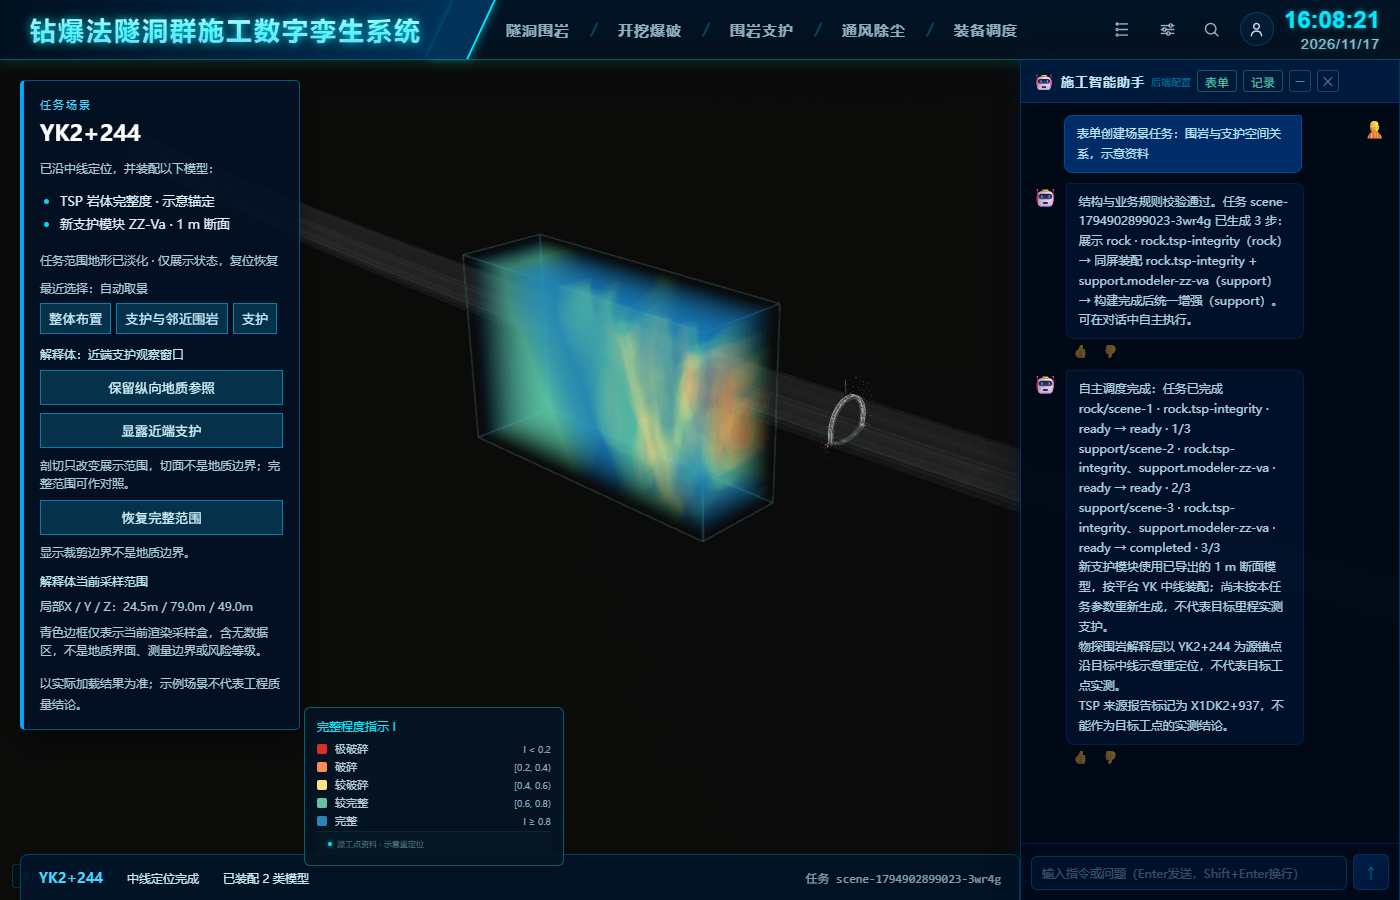 钻爆法隧洞群施工数字孪生系统
隧洞围岩 / 开挖爆破 / 围岩支护 / 通风除尘 / 装备调度
16:08:21
2026/11/17
任务场景
YK2+244
已沿中线定位，并装配以下模型：
• TSP 岩体完整度 · 示意锚定
• 新支护模块 ZZ-Va · 1 m 断面
任务范围地形已淡化 · 仅展示状态，复位恢复
最近选择：自动取景
整体布置 支护与邻近围岩 支护
解释体：近端支护观察窗口
保留纵向地质参照
显露近端支护
剖切只改变展示范围，切面不是地质边界；完
整范围可作对照。
恢复完整范围
显示裁剪边界不是地质边界。
解释体当前采样范围
局部X / Y / Z：24.5m / 79.0m / 49.0m
青色边框仅表示当前渲染采样盒，含无数据
区，不是地质界面、测量边界或风险等级。
以实际加载结果为准；示例场景不代表工程质
量结论。
完整程度指示 I
极破碎 I < 0.2
破碎 [0.2, 0.4)
较破碎 [0.4, 0.6)
较完整 [0.6, 0.8)
完整 I ≥ 0.8
源工点资料 · 示意重定位
YK2+244 中线定位完成 已装配 2 类模型
任务 scene-1794902899023-3wr4g
施工智能助手 后端配置 表单 记录
表单创建场景任务：围岩与支护空间关
系，示意资料
结构与业务规则校验通过。任务 scene-
1794902899023-3wr4g 已生成 3 步：
展示 rock · rock.tsp-integrity（rock）
→ 同屏装配 rock.tsp-integrity +
support.modeler-zz-va（support）
→ 构建完成后统一增强（support）。
可在对话中自主执行。
自主调度完成：任务已完成
rock/scene-1 · rock.tsp-integrity ·
ready → ready · 1/3
support/scene-2 · rock.tsp-
integrity、support.modeler-zz-va ·
ready → ready · 2/3
support/scene-3 · rock.tsp-
integrity、support.modeler-zz-va ·
ready → completed · 3/3
新支护模块使用已导出的 1 m 断面模
型，按平台 YK 中线装配；尚未按本任
务参数重新生成，不代表目标里程实测
支护。
物探围岩解释层以 YK2+244 为源锚点
沿目标中线示意重定位，不代表目标工
点实测。
TSP 来源报告标记为 X1DK2+937，不
能作为目标工点的实测结论。
输入指令或问题（Enter发送，Shift+Enter换行）